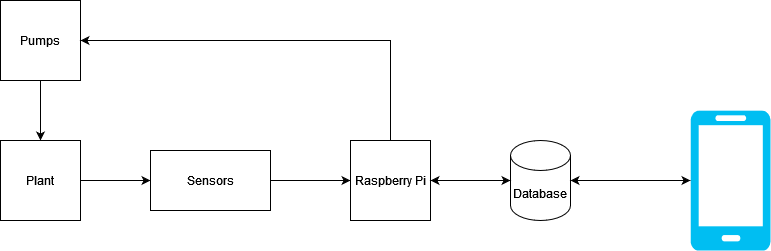 Pumps
Plant
Sensors
Raspberry Pi
Database